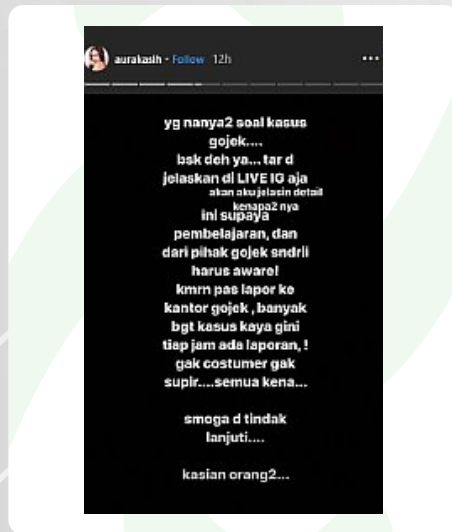 aurakasih • Follow 12h
yg nanya2 soal kasus
gojek....
bsk deh ya... tar d
jelaskan di LIVE IG aja
akan aku jelasin detail
kenapa2 nya
ini supaya
pembelajaran, dan
dari pihak gojek sndrii
harus aware!
kmrn pas lapor ke
kantor gojek , banyak
bgt kasus kaya gini
tiap jam ada laporan, !
gak costumer gak
supir....semua kena...
smoga d tindak
lanjuti....
kasian orang2...